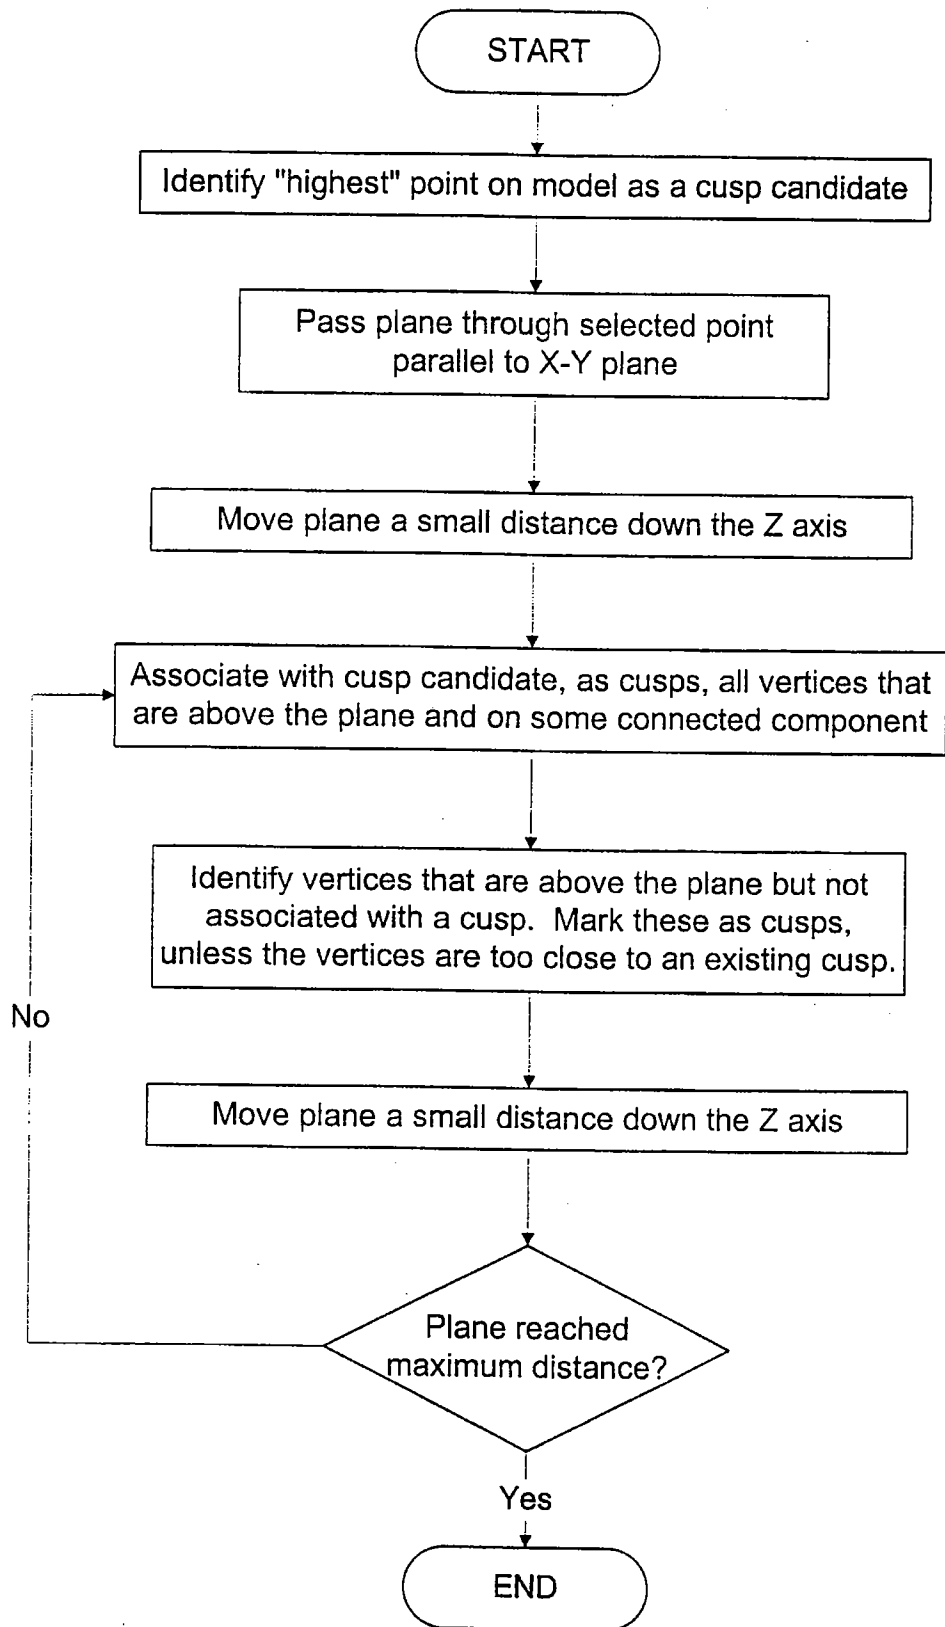 START
Identify "highest" point on model as a cusp candidate
Pass plane through selected point
parallel to X-Y plane
Move plane a small distance down the Z axis
Associate with cusp candidate, as cusps, all vertices that
are above the plane and on some connected component
Identify vertices that are above the plane but not
associated with a cusp.  Mark these as cusps,
unless the vertices are too close to an existing cusp.
No
Move plane a small distance down the Z axis
Plane reached
maximum distance?
Yes
END